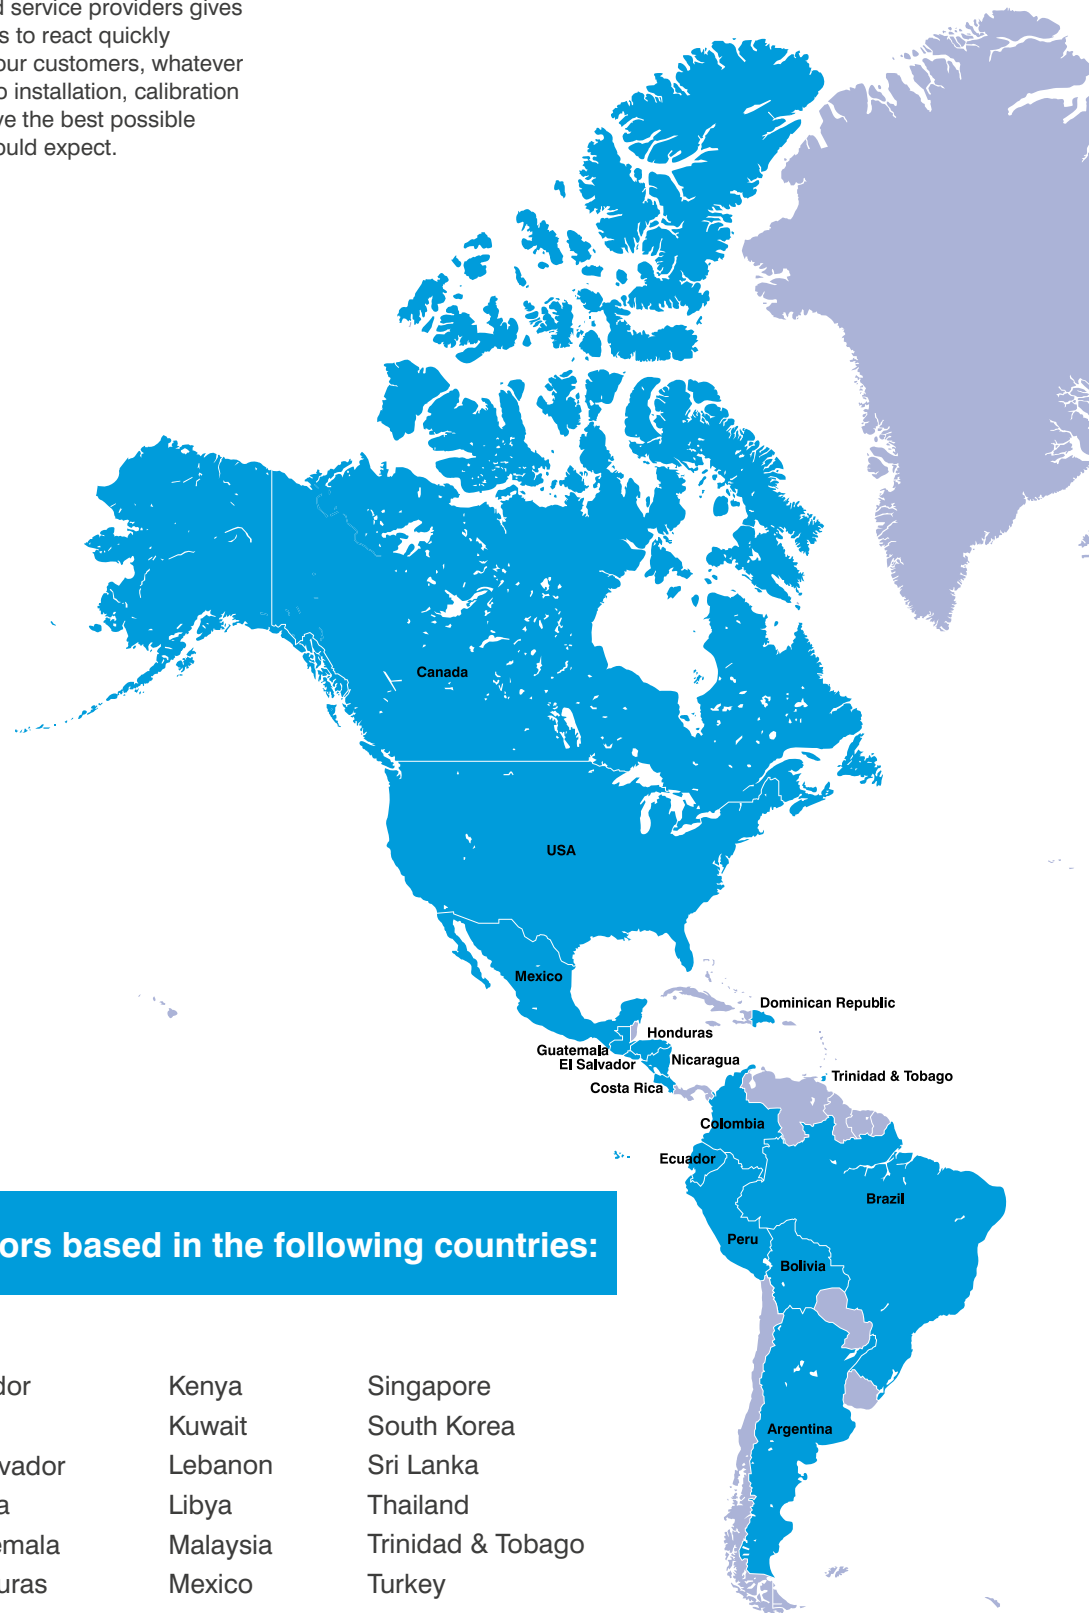 d service providers gives
s to react quickly
our customers, whatever
o installation, calibration
ve the best possible
ould expect.
Canada
USA
Mexico
Dominican Republic
Honduras
Guatemala
Nicaragua
El Salvador
Trinidad & Tobago
Costa Rica
Colombia
Ecuador
Brazil
Peru
Bolivia
Argentina
ors based in the following countries:
dor
vador
a
emala
uras
Kenya
Kuwait
Lebanon
Libya
Malaysia
Mexico
Singapore
South Korea
Sri Lanka
Thailand
Trinidad & Tobago
Turkey